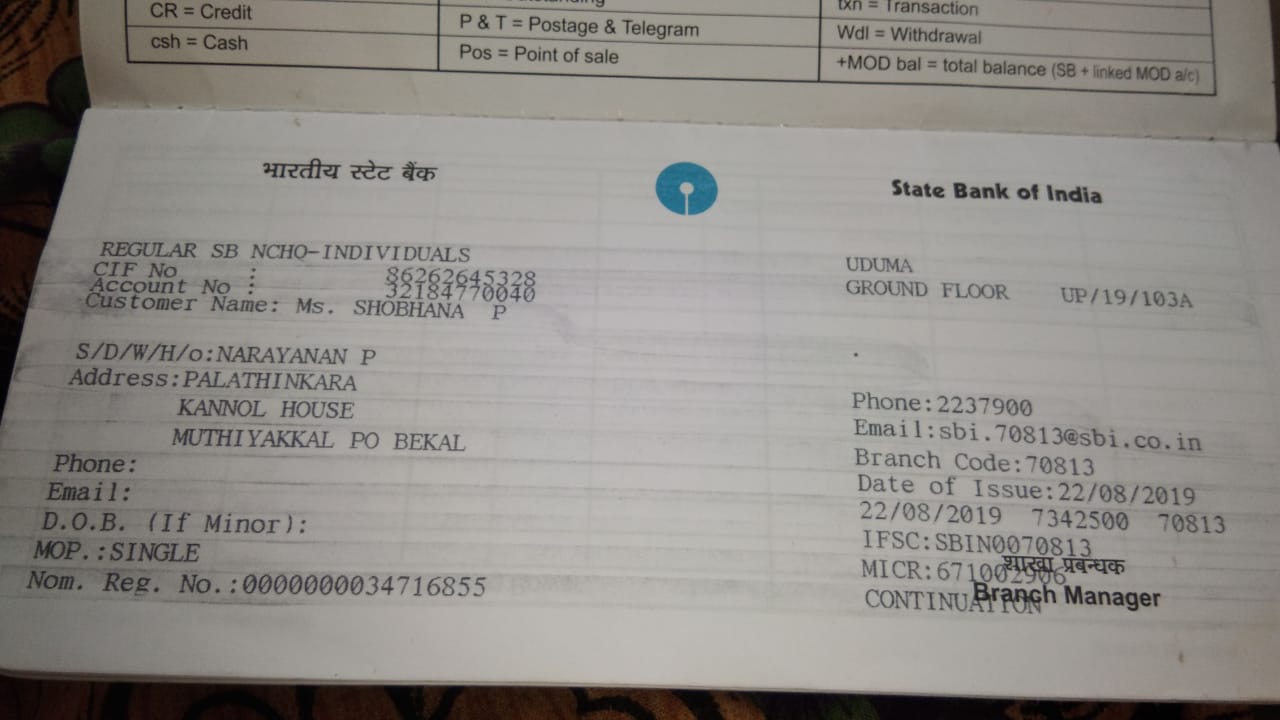 txn = Transaction
CR = Credit
P & T = Postage & Telegram
Wdl = Withdrawal
csh = Cash
Pos = Point of sale
+MOD bal = total balance (SB + linked MOD a/c)
भारतीय स्टेट बैंक
State Bank of India
REGULAR SB NCHO-INDIVIDUALS
CIF No : 86262645328
Account No : 32184770040
Customer Name: Ms. SHOBHANA P
S/D/W/H/o:NARAYANAN P
Address:PALATHINKARA
KANNOL HOUSE
MUTHIYAKKAL PO BEKAL
Phone:
Email:
D.O.B. (If Minor):
MOP.:SINGLE
Nom. Reg. No.:0000000034716855
UDUMA
GROUND FLOOR UP/19/103A
Phone:2237900
Email:sbi.70813@sbi.co.in
Branch Code:70813
Date of Issue:22/08/2019
22/08/2019 7342500 70813
IFSC:SBIN0070813
शाखा प्रबन्धक
MICR:671002906
Branch Manager
CONTINUATION